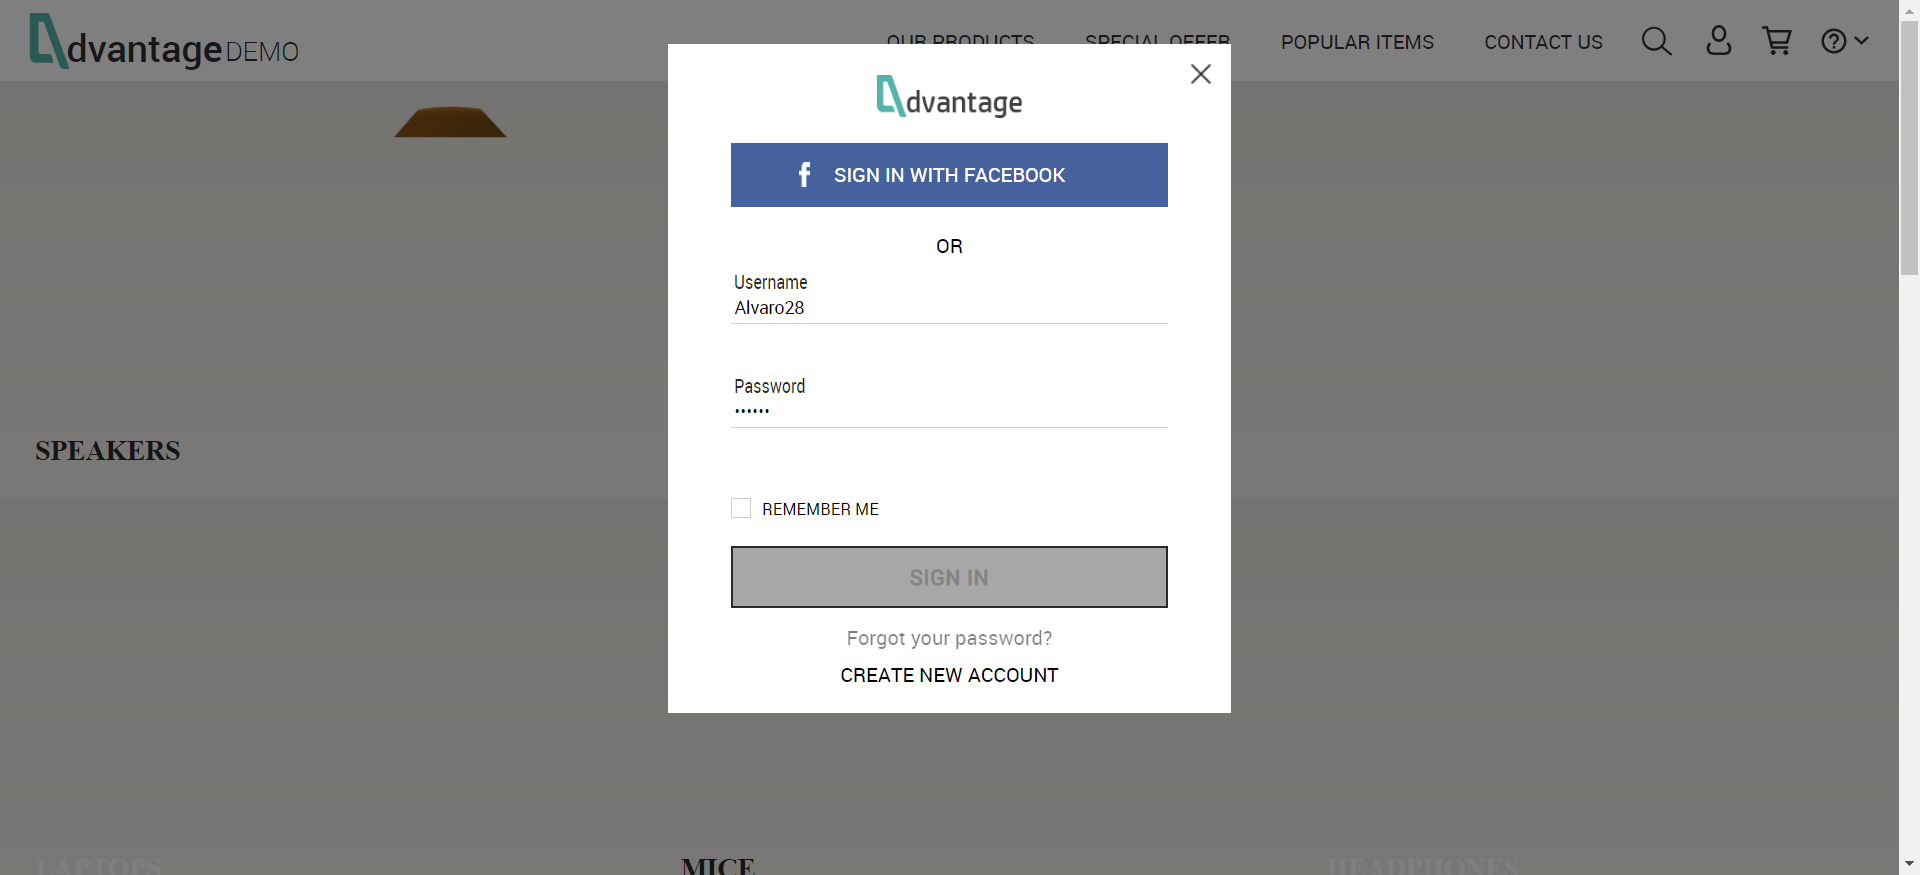 dvantage DEMO
OUR PRODUCTS SPECIAL OFFER POPULAR ITEMS CONTACT US
dvantage
SIGN IN WITH FACEBOOK
OR
Username
Alvaro28
Password
••••••
SPEAKERS
REMEMBER ME
SIGN IN
Forgot your password?
CREATE NEW ACCOUNT
LAPTOPS MICE HEADPHONES